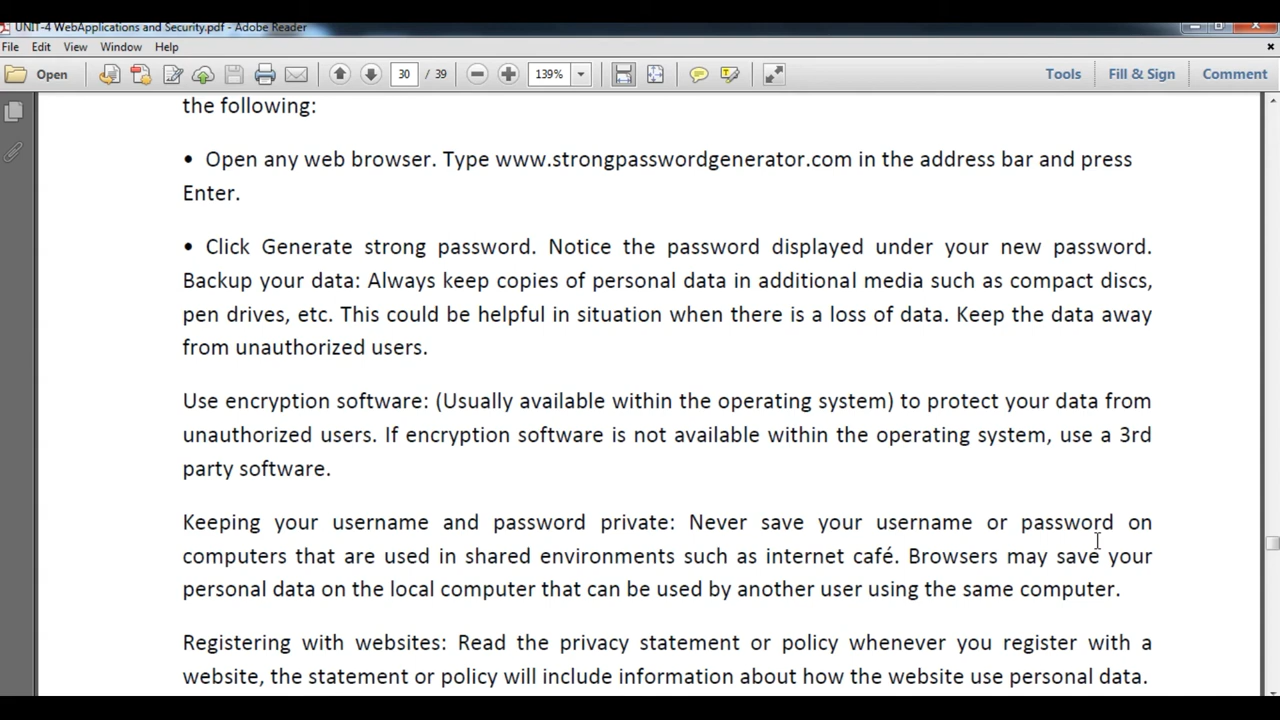 UNIT-4 WebApplications and Security.pdf - Adobe Reader
File Edit View Window Help
Open 30 / 39 139% Tools Fill & Sign Comment
the following:
• Open any web browser. Type www.strongpasswordgenerator.com in the address bar and press
Enter.
• Click Generate strong password. Notice the password displayed under your new password.
Backup your data: Always keep copies of personal data in additional media such as compact discs,
pen drives, etc. This could be helpful in situation when there is a loss of data. Keep the data away
from unauthorized users.
Use encryption software: (Usually available within the operating system) to protect your data from
unauthorized users. If encryption software is not available within the operating system, use a 3rd
party software.
Keeping your username and password private: Never save your username or password on
computers that are used in shared environments such as internet café. Browsers may save your
personal data on the local computer that can be used by another user using the same computer.
Registering with websites: Read the privacy statement or policy whenever you register with a
website, the statement or policy will include information about how the website use personal data.